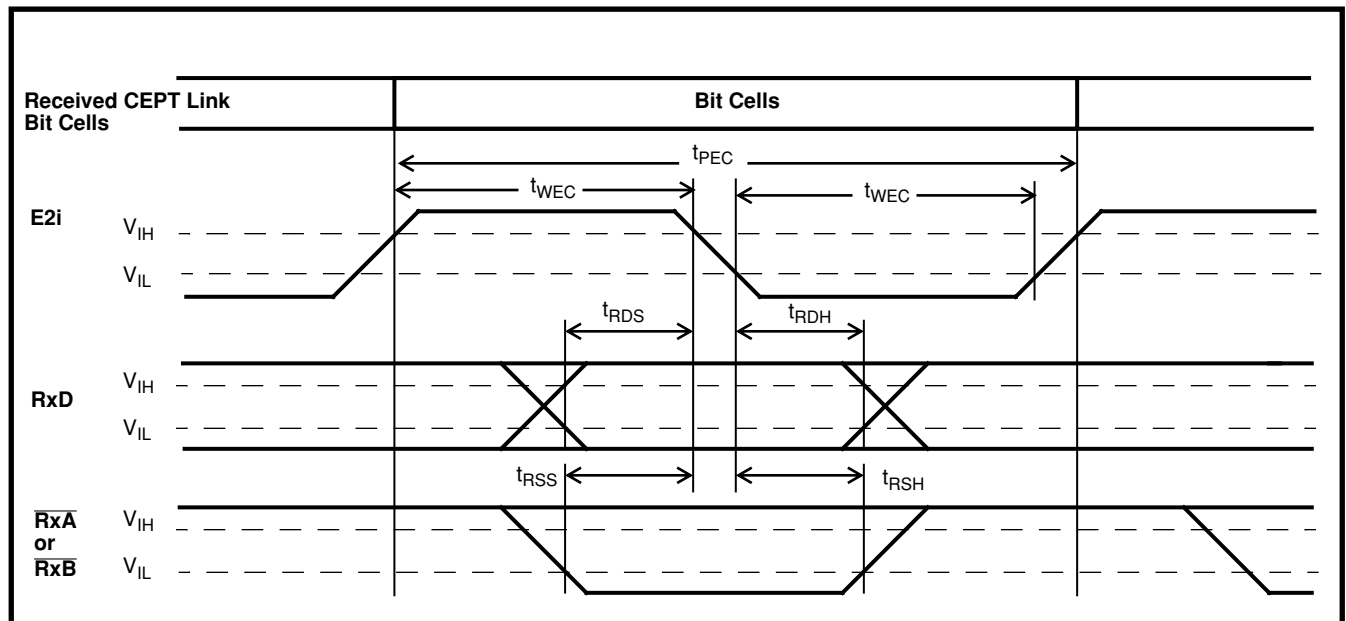 Received CEPT Link
Bit Cells
Bit Cells
tPEC
tWEC
tWEC
E2i
VIH
VIL
tRDS
tRDH
RxD
VIH
VIL
tRSS
tRSH
RxA
or
RxB
VIH
VIL